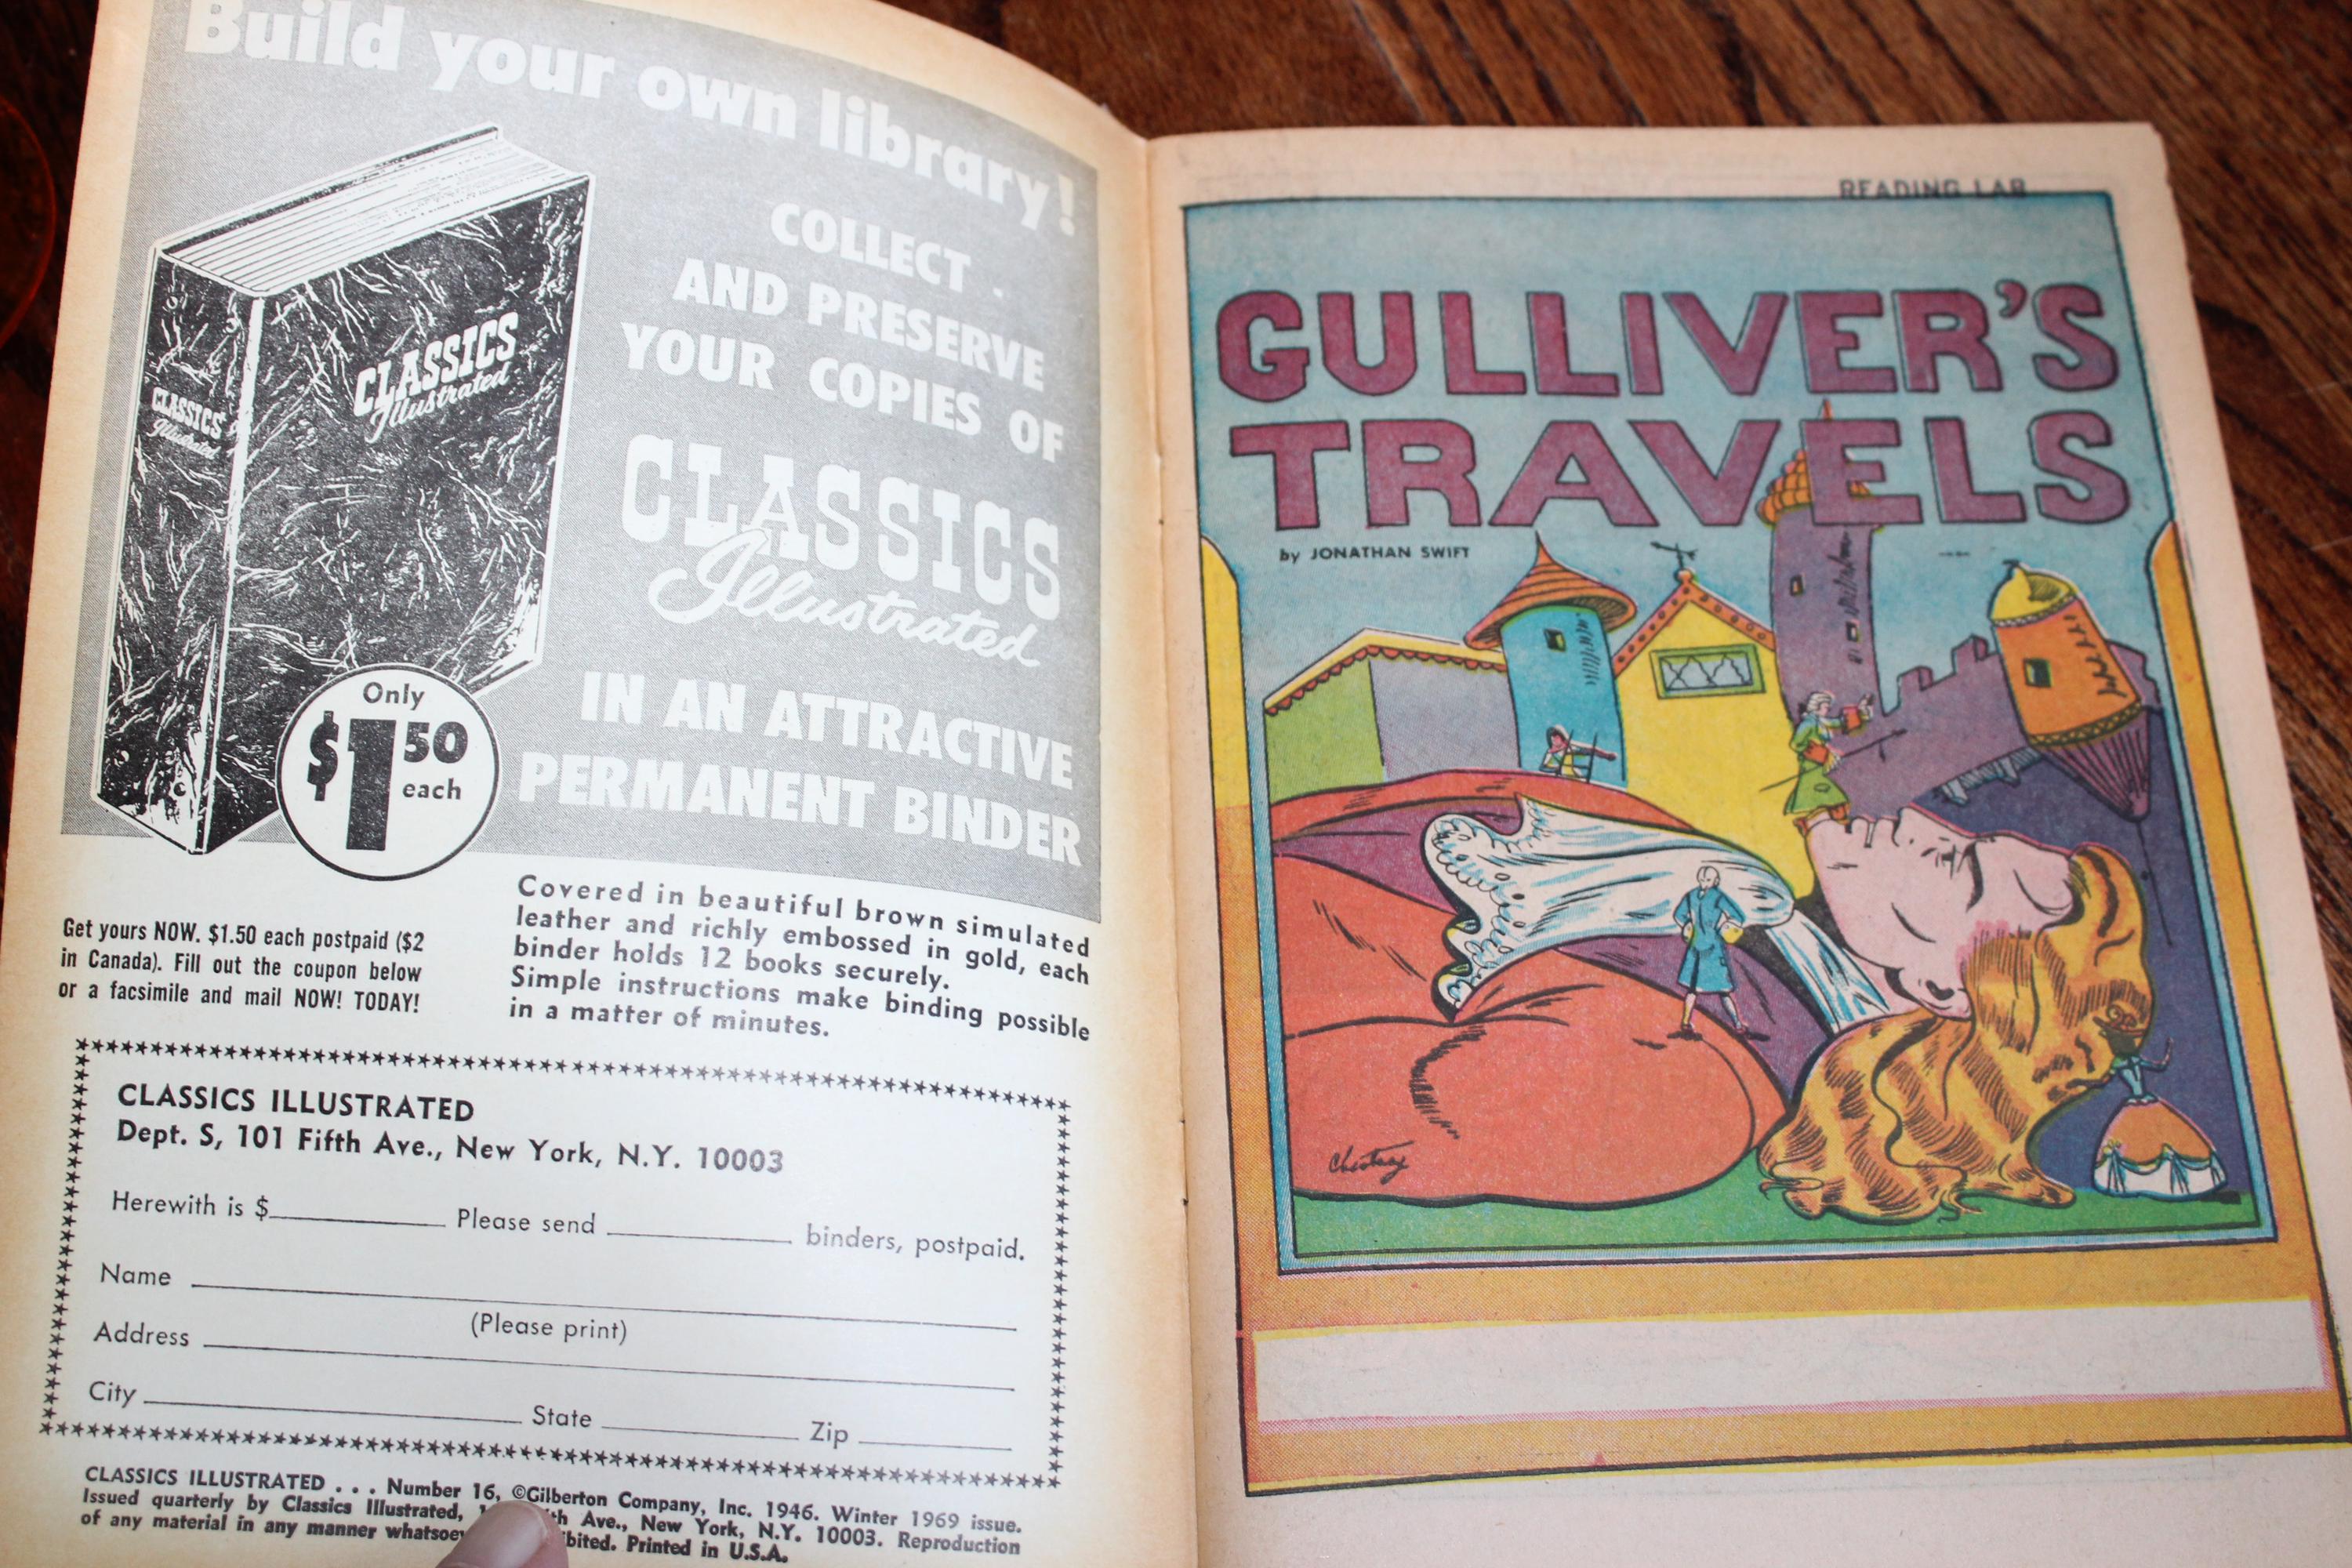 Build your own library!
COLLECT
AND PRESERVE
YOUR COPIES OF
CLASSICS
Illustrated
IN AN ATTRACTIVE
PERMANENT BINDER
CLASSICS
Illustrated
CLASSICS
Illustrated
Only
$1.50
each
Get yours NOW. $1.50 each postpaid ($2
in Canada). Fill out the coupon below
or a facsimile and mail NOW! TODAY!
Covered in beautiful brown simulated
leather and richly embossed in gold, each
binder holds 12 books securely.
Simple instructions make binding possible
in a matter of minutes.
CLASSICS ILLUSTRATED
Dept. S, 101 Fifth Ave., New York, N.Y. 10003
Herewith is $ Please send binders, postpaid.
Name
(Please print)
Address
City State Zip
CLASSICS ILLUSTRATED . . . Number 16, ©Gilberton Company, Inc. 1946. Winter 1969 issue.
Issued quarterly by Classics Illustrated, Ave., New York, N.Y. 10003. Reproduction
of any material in any manner Printed in U.S.A.
READING LAB
GULLIVER'S
TRAVELS
by JONATHAN SWIFT